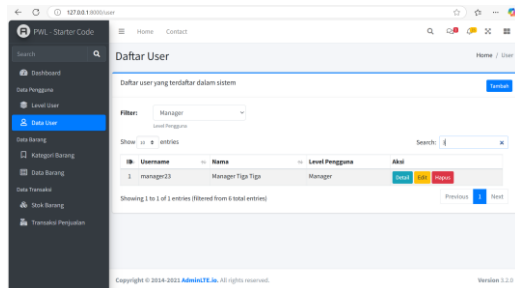 127.0.0.1:8000/user
PWL - Starter Code
Home Contact
Search
Daftar User
Home / User
Dashboard
Data Pengguna
Level User
Data User
Data Barang
Kategori Barang
Data Barang
Data Transaksi
Stok Barang
Transaksi Penjualan
Daftar user yang terdaftar dalam sistem
Tambah
Filter: Manager
Level Pengguna
Show 10 entries
Search:
Username Nama Level Pengguna Aksi
1 manager23 Manager Tiga Tiga Manager Detail Edit Hapus
Showing 1 to 1 of 1 entries (filtered from 6 total entries)
Previous 1 Next
Copyright © 2014-2021 AdminLTE.io. All rights reserved.
Version 3.2.0